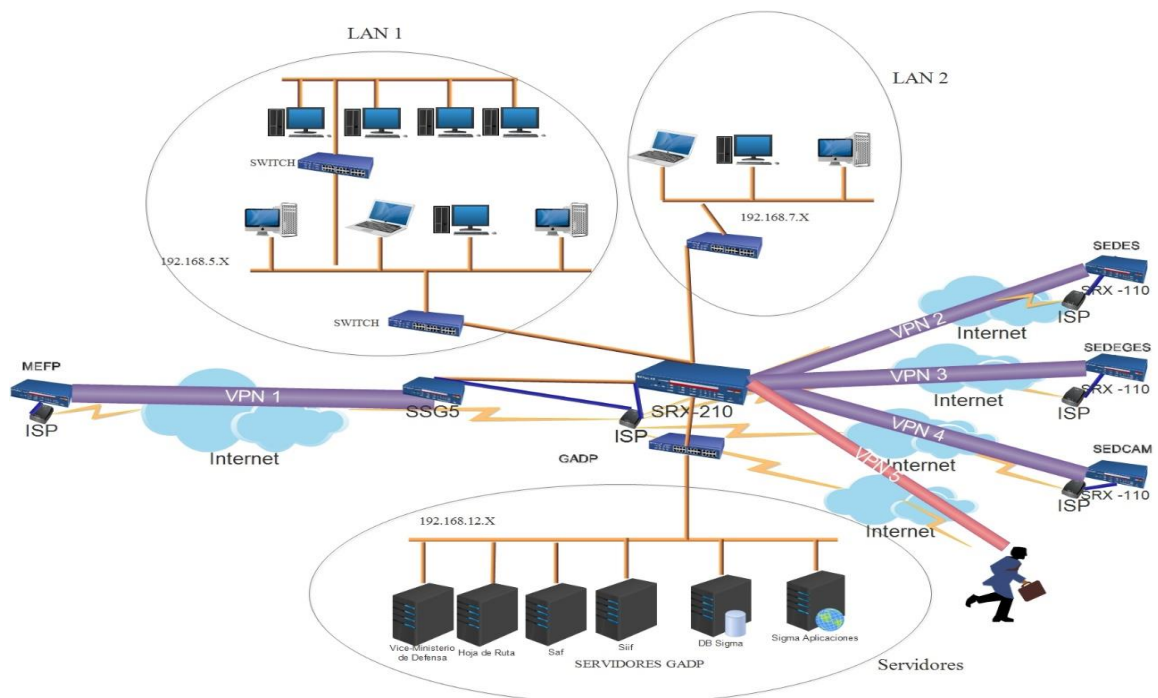 LAN 1
LAN 2
SWITCH
192.168.7.X
192.168.5.X
SWITCH
SEDES
SRX -110
ISP
VPN 2
Internet
SEDEGES
SRX -110
ISP
VPN 3
Internet
MEFP
ISP
VPN 1
Internet
SSG5
ISP
SRX-210
GADP
VPN 4
Internet
SEDCAM
SRX -110
ISP
VPN 5
Internet
192.168.12.X
Vice-Ministerio
de Defensa
Hoja de Ruta
Saf
Siif
DB Sigma
Sigma Aplicaciones
SERVIDORES GADP
Servidores